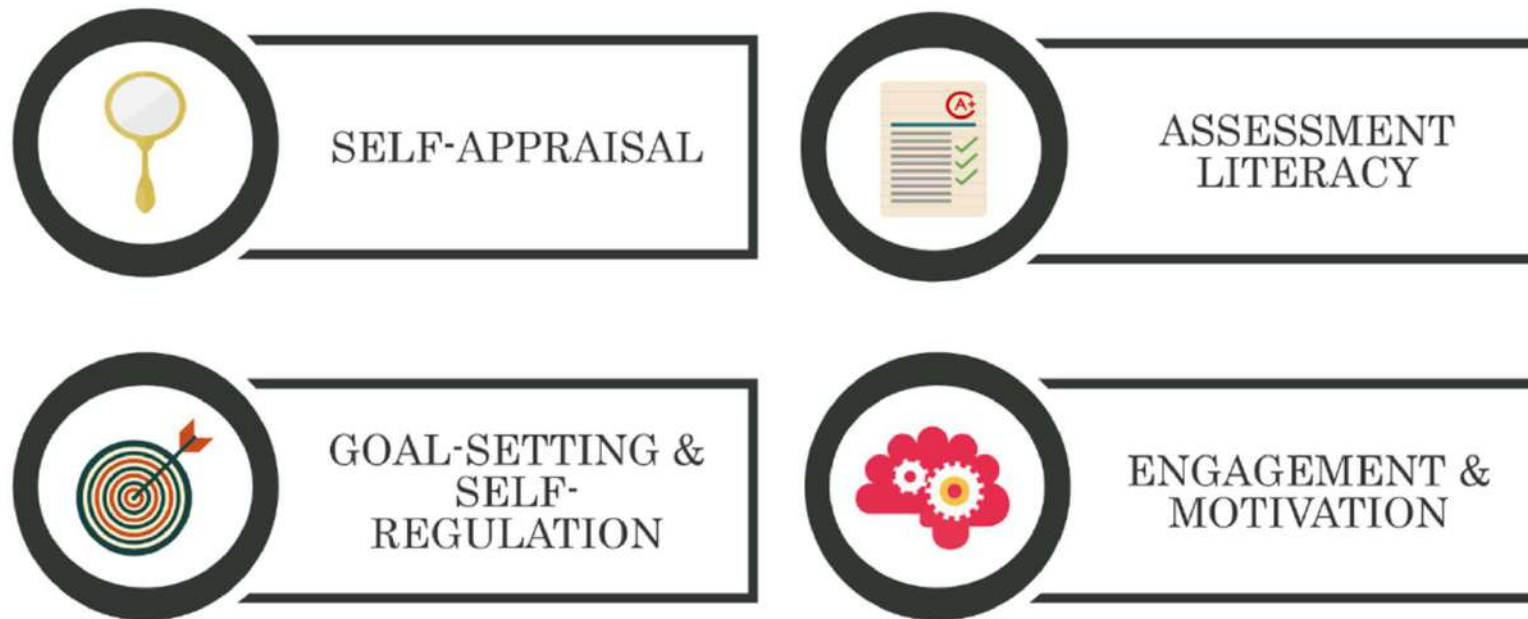 SELF-APPRAISAL
A+
ASSESSMENT
LITERACY
GOAL-SETTING &
SELF-
REGULATION
ENGAGEMENT &
MOTIVATION